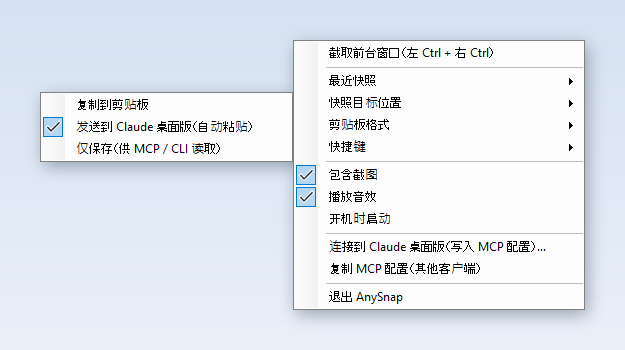 截取前台窗口(左 Ctrl + 右 Ctrl)
最近快照
快照目标位置
剪贴板格式
快捷键
包含截图
播放音效
开机时启动
连接到 Claude 桌面版(写入 MCP 配置)...
复制 MCP 配置(其他客户端)
退出 AnySnap
复制到剪贴板
发送到 Claude 桌面版(自动粘贴)
仅保存(供 MCP / CLI 读取)